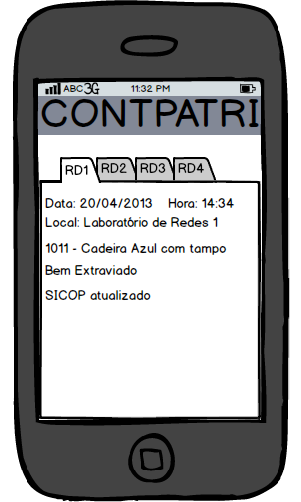 ABC 3G 11:32 PM
CONTPATRI
RD1 RD2 RD3 RD4
Data: 20/04/2013 Hora: 14:34
Local: Laboratório de Redes 1
1011 - Cadeira Azul com tampo
Bem Extraviado
SICOP atualizado